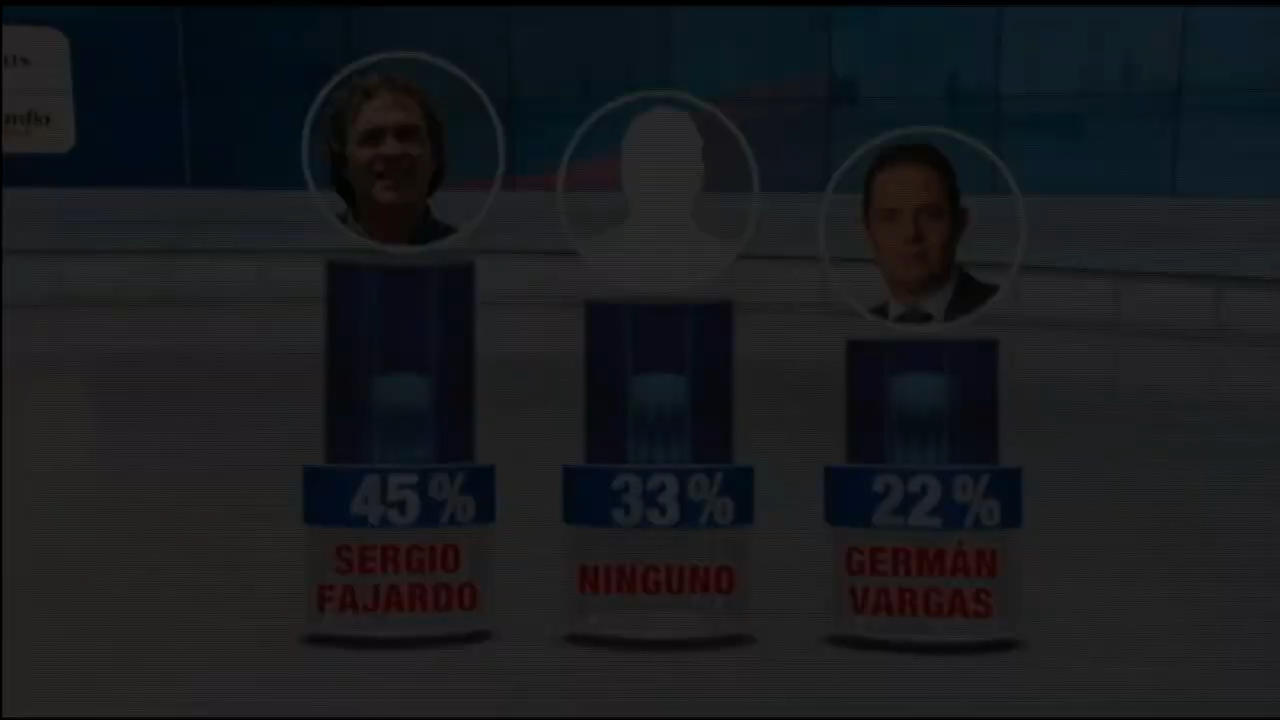 45%
SERGIO
FAJARDO
33%
NINGUNO
22%
GERMÁN
VARGAS